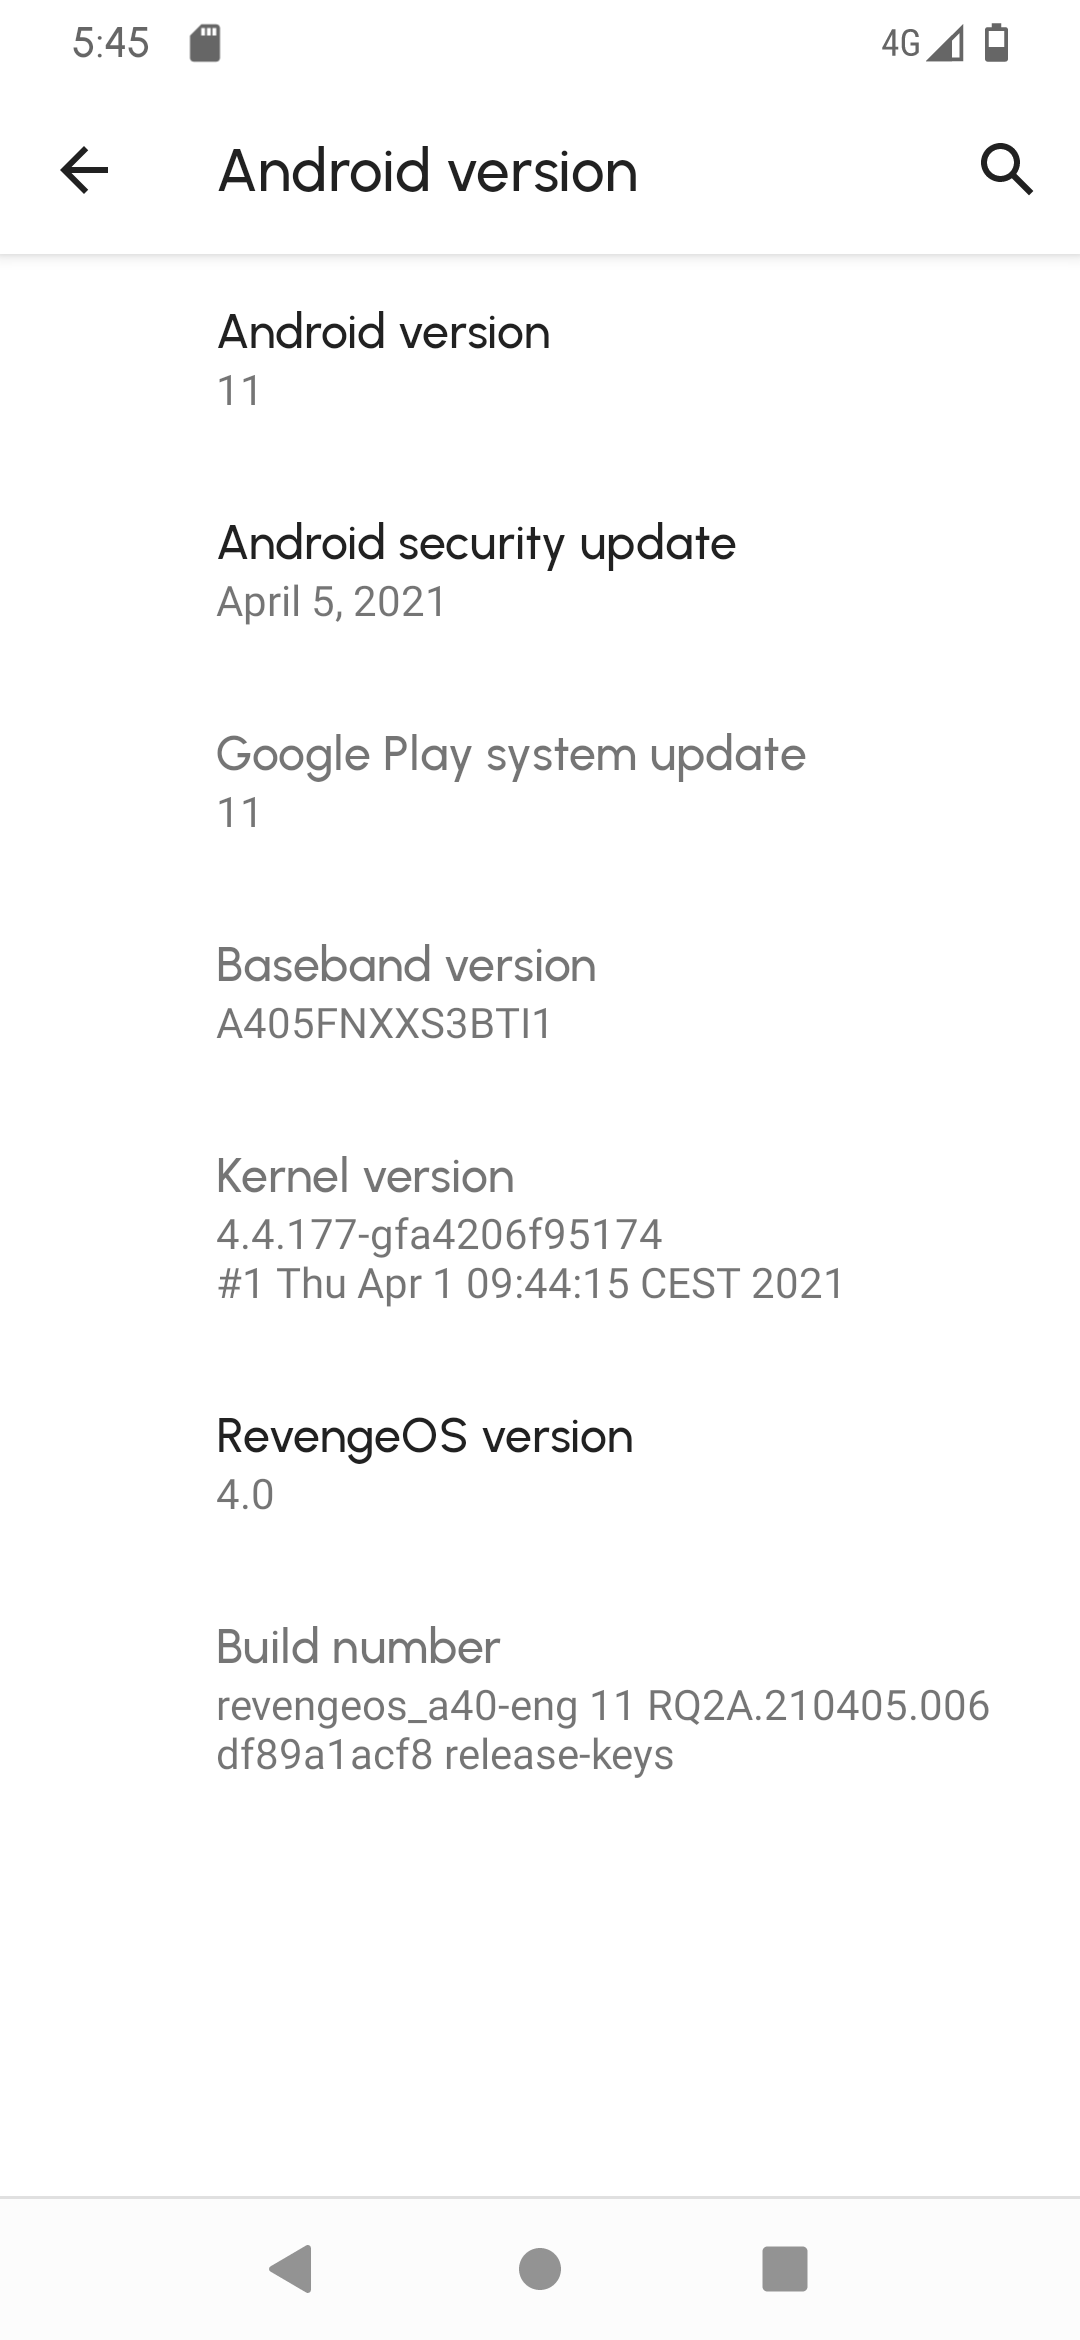 5:45
4G
Android version
Android version
11
Android security update
April 5, 2021
Google Play system update
11
Baseband version
A405FNXXS3BTI1
Kernel version
4.4.177-gfa4206f95174
#1 Thu Apr 1 09:44:15 CEST 2021
RevengeOS version
4.0
Build number
revengeos_a40-eng 11 RQ2A.210405.006
df89a1acf8 release-keys